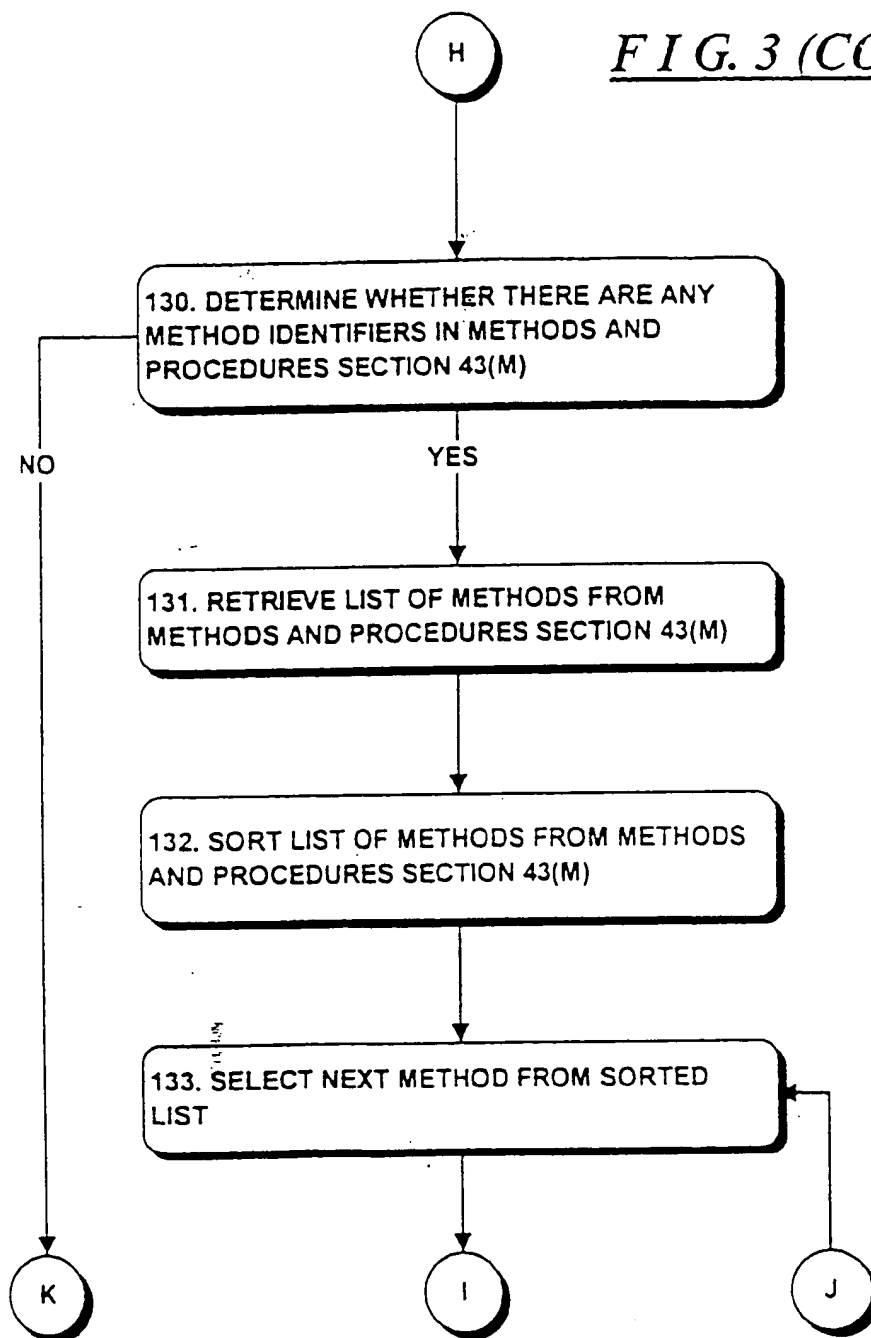 H
F I G. 3 (CO
130. DETERMINE WHETHER THERE ARE ANY
METHOD IDENTIFIERS IN METHODS AND
PROCEDURES SECTION 43(M)
NO
YES
131. RETRIEVE LIST OF METHODS FROM
METHODS AND PROCEDURES SECTION 43(M)
132. SORT LIST OF METHODS FROM METHODS
AND PROCEDURES SECTION 43(M)
133. SELECT NEXT METHOD FROM SORTED
LIST
K
I
J